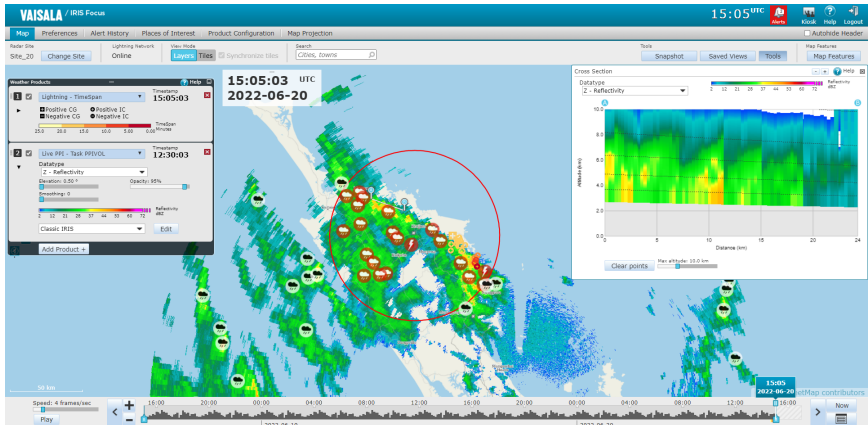 VAISALA / IRIS Focus
15:05 UTC
Alerts
Kiosk Help Logout
Map Preferences Alert History Places of Interest Product Configuration Map Projection
Autohide Header
Radar Site
Site_20 Change Site
Lightning Network
Online
View Mode
Layers Tiles Synchronize tiles
Search
Cities, towns
Tools
Snapshot Saved Views Tools
Map Features
Map Features
Weather Products
Help
1 Lightning - TimeSpan
Timestamp
15:05:03
Positive CG Positive IC
Negative CG Negative IC
25.0 20.0 15.0 10.0 5.00 0.00
TimeSpan
Minutes
2 Live PPI - Task PPIVOL
Timestamp
12:30:03
Datatype
Z - Reflectivity
Elevation: 0.50 º Opacity: 95%
Smoothing: 0
2 12 21 28 37 44 53 60 72
Reflectivity
dBZ
Classic IRIS Edit
Add Product +
15:05:03 UTC
2022-06-20
Cross Section
- + Help
Datatype
Z - Reflectivity
2 12 21 28 37 44 53 60 72
Reflectivity
dBZ
A B
Altitude (km)
10.0
8.0
6.0
4.0
2.0
0.0
0 5 10 15 20 24
Distance (km)
Clear points
Max altitude: 10.0 km
50 km
15:05
2022-06-20
etMap contributors
Speed: 4 frames/sec
Play
16:00 20:00 00:00 04:00 08:00 12:00 16:00 20:00 00:00 04:00 08:00 12:00 16:00
2022-06-19 2022-06-20
Now